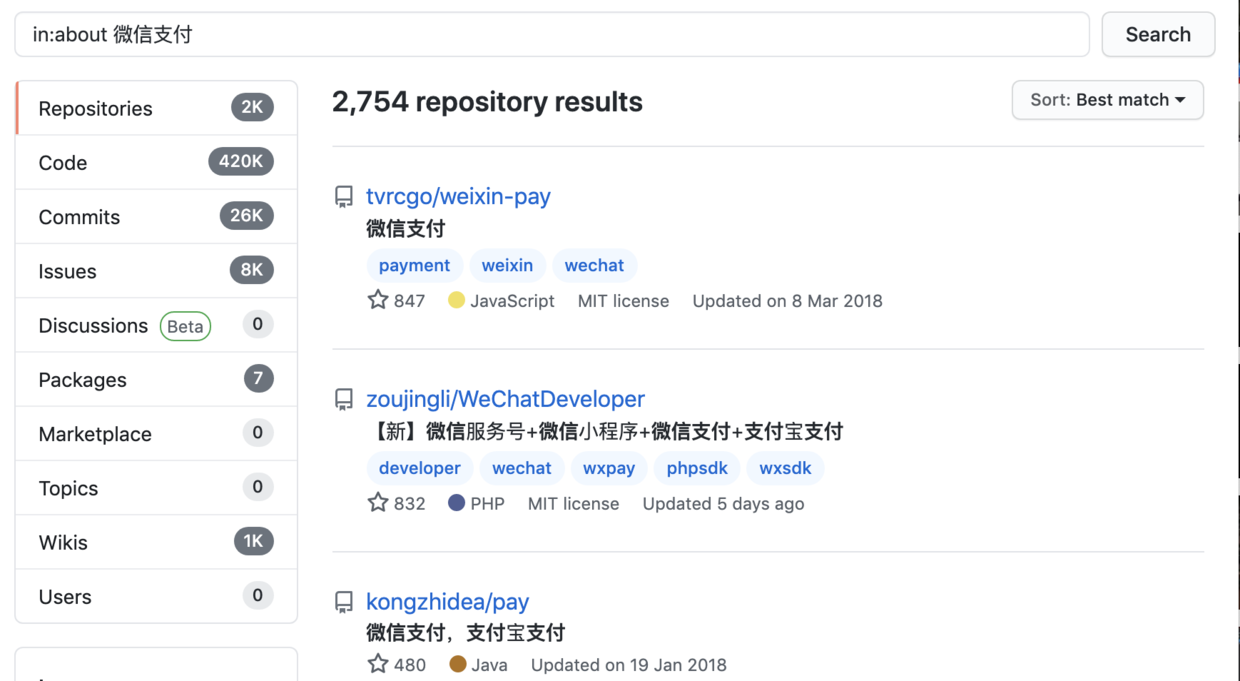 in:about 微信支付
Search
Repositories 2K
Code 420K
Commits 26K
Issues 8K
Discussions Beta 0
Packages 7
Marketplace 0
Topics 0
Wikis 1K
Users 0
2,754 repository results
Sort: Best match
tvrcgo/weixin-pay
微信支付
payment weixin wechat
847 JavaScript MIT license Updated on 8 Mar 2018
zoujingli/WeChatDeveloper
【新】微信服务号+微信小程序+微信支付+支付宝支付
developer wechat wxpay phpsdk wxsdk
832 PHP MIT license Updated 5 days ago
kongzhidea/pay
微信支付，支付宝支付
480 Java Updated on 19 Jan 2018